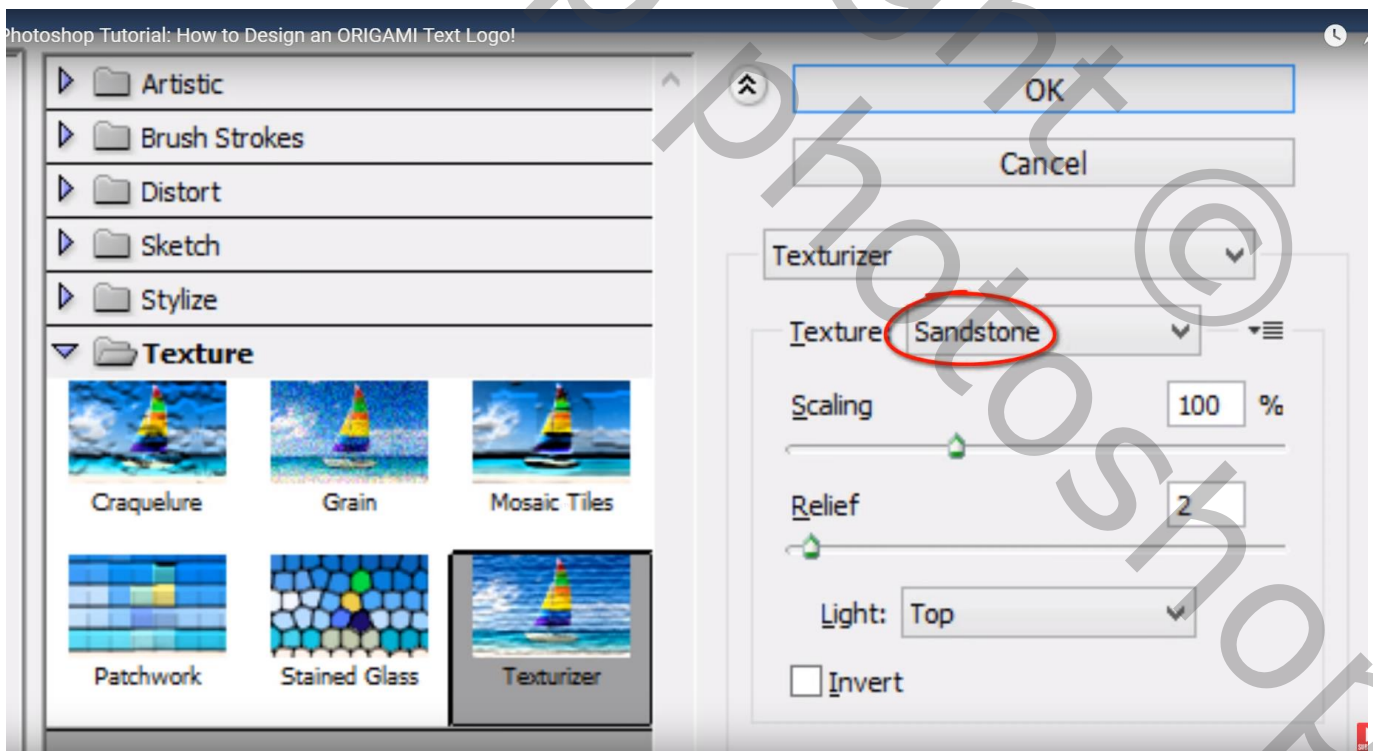 Photoshop Tutorial: How to Design an ORIGAMI Text Logo!
Artistic
Brush Strokes
Distort
Sketch
Stylize
Texture
Craquelure
Grain
Mosaic Tiles
Patchwork
Stained Glass
Texturizer
OK
Cancel
Texturizer
Texture: Sandstone
Scaling 100 %
Relief 2
Light: Top
Invert
©
photoshop